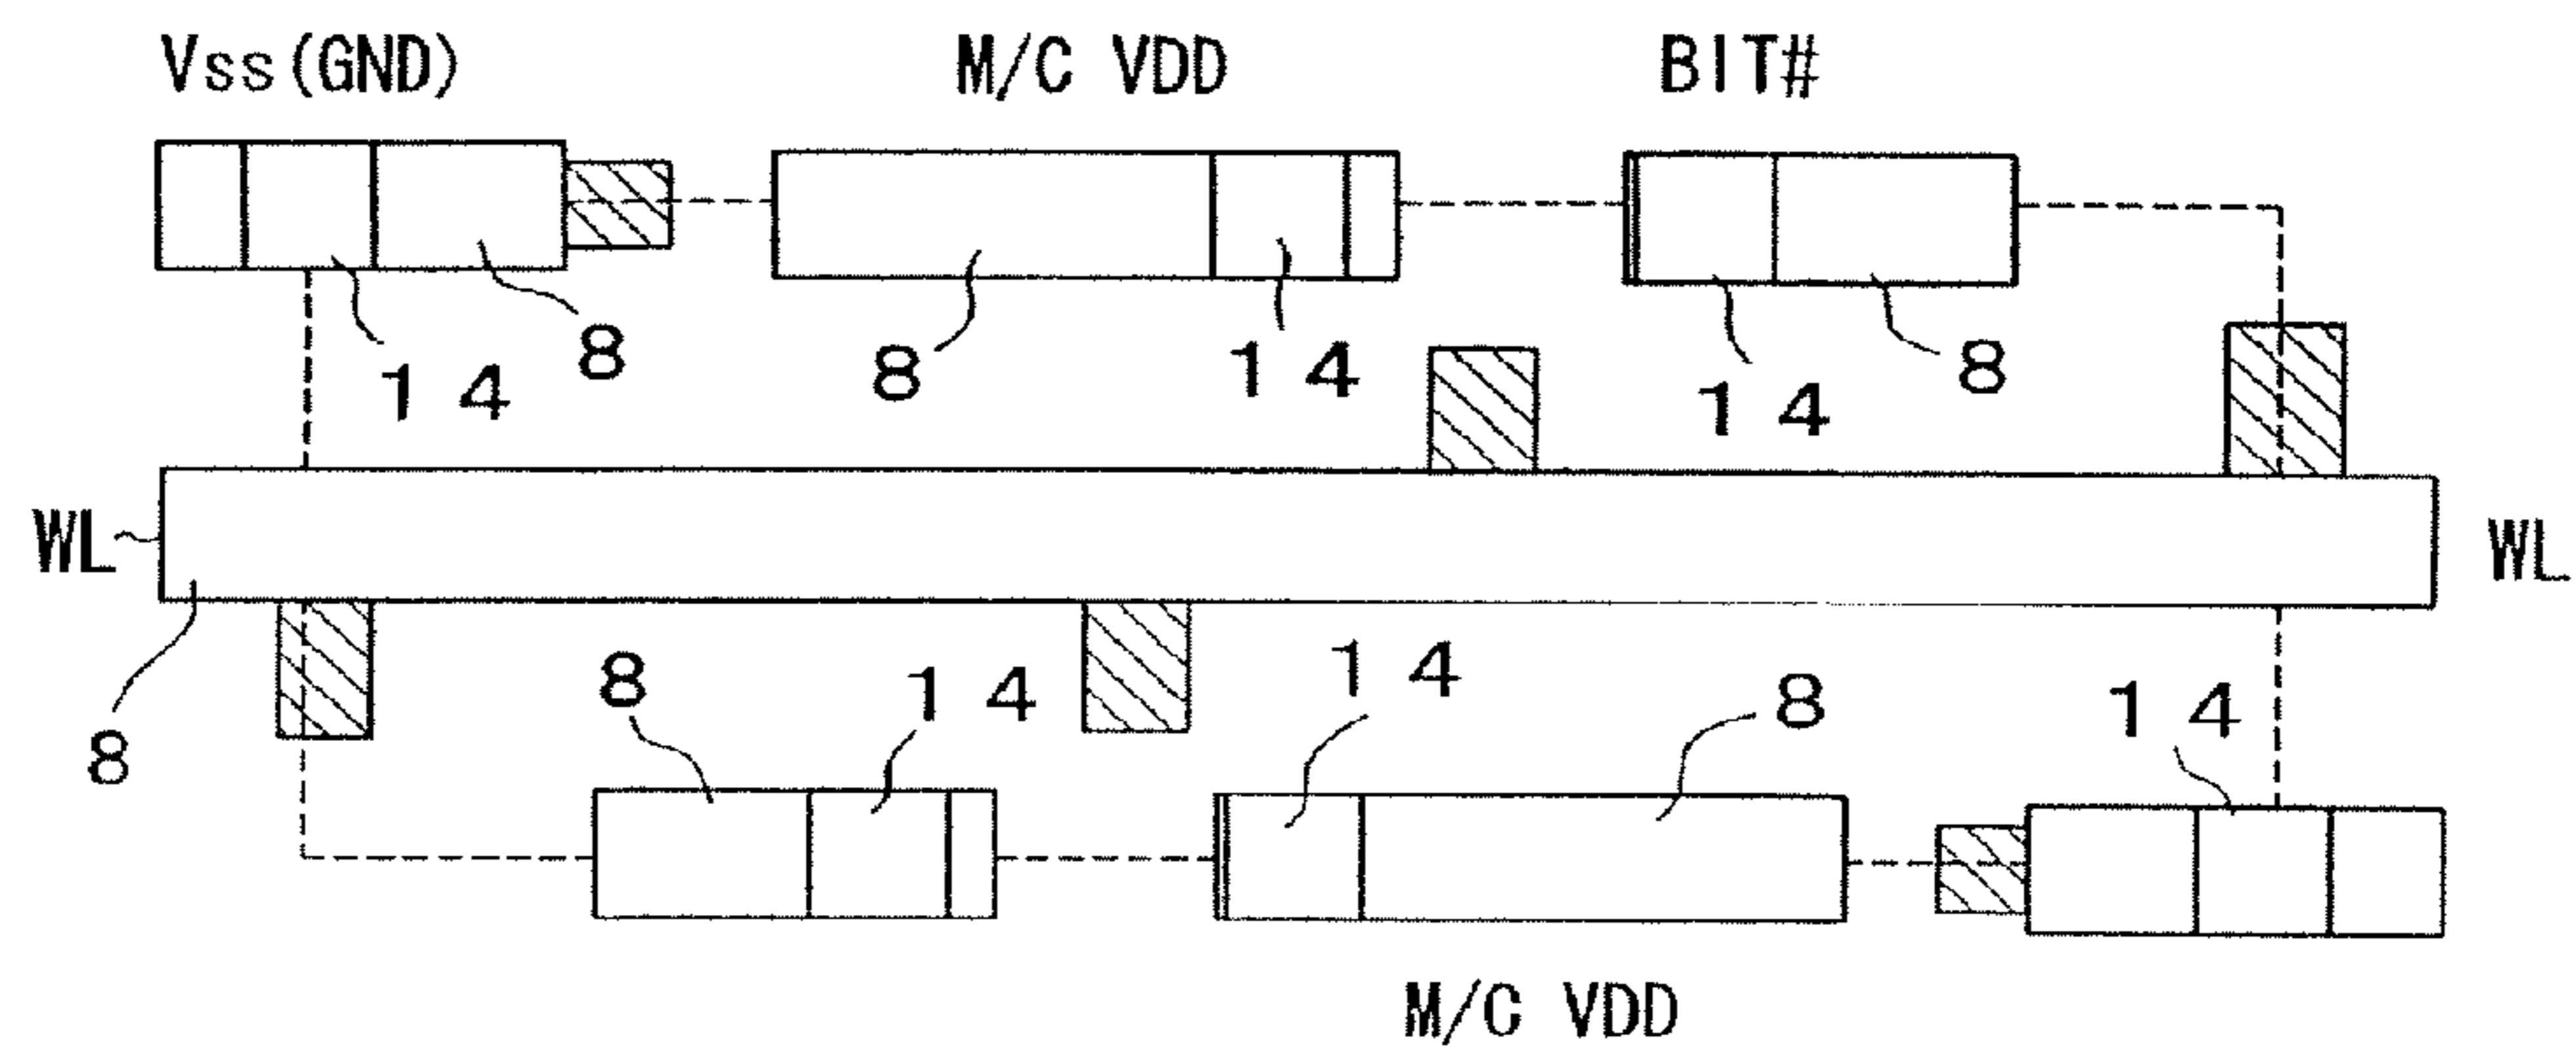 Vss(GND) M/C VDD BIT#
8 8 14 14 8
14
WL WL
8 8 14 14 8 14
M/C VDD